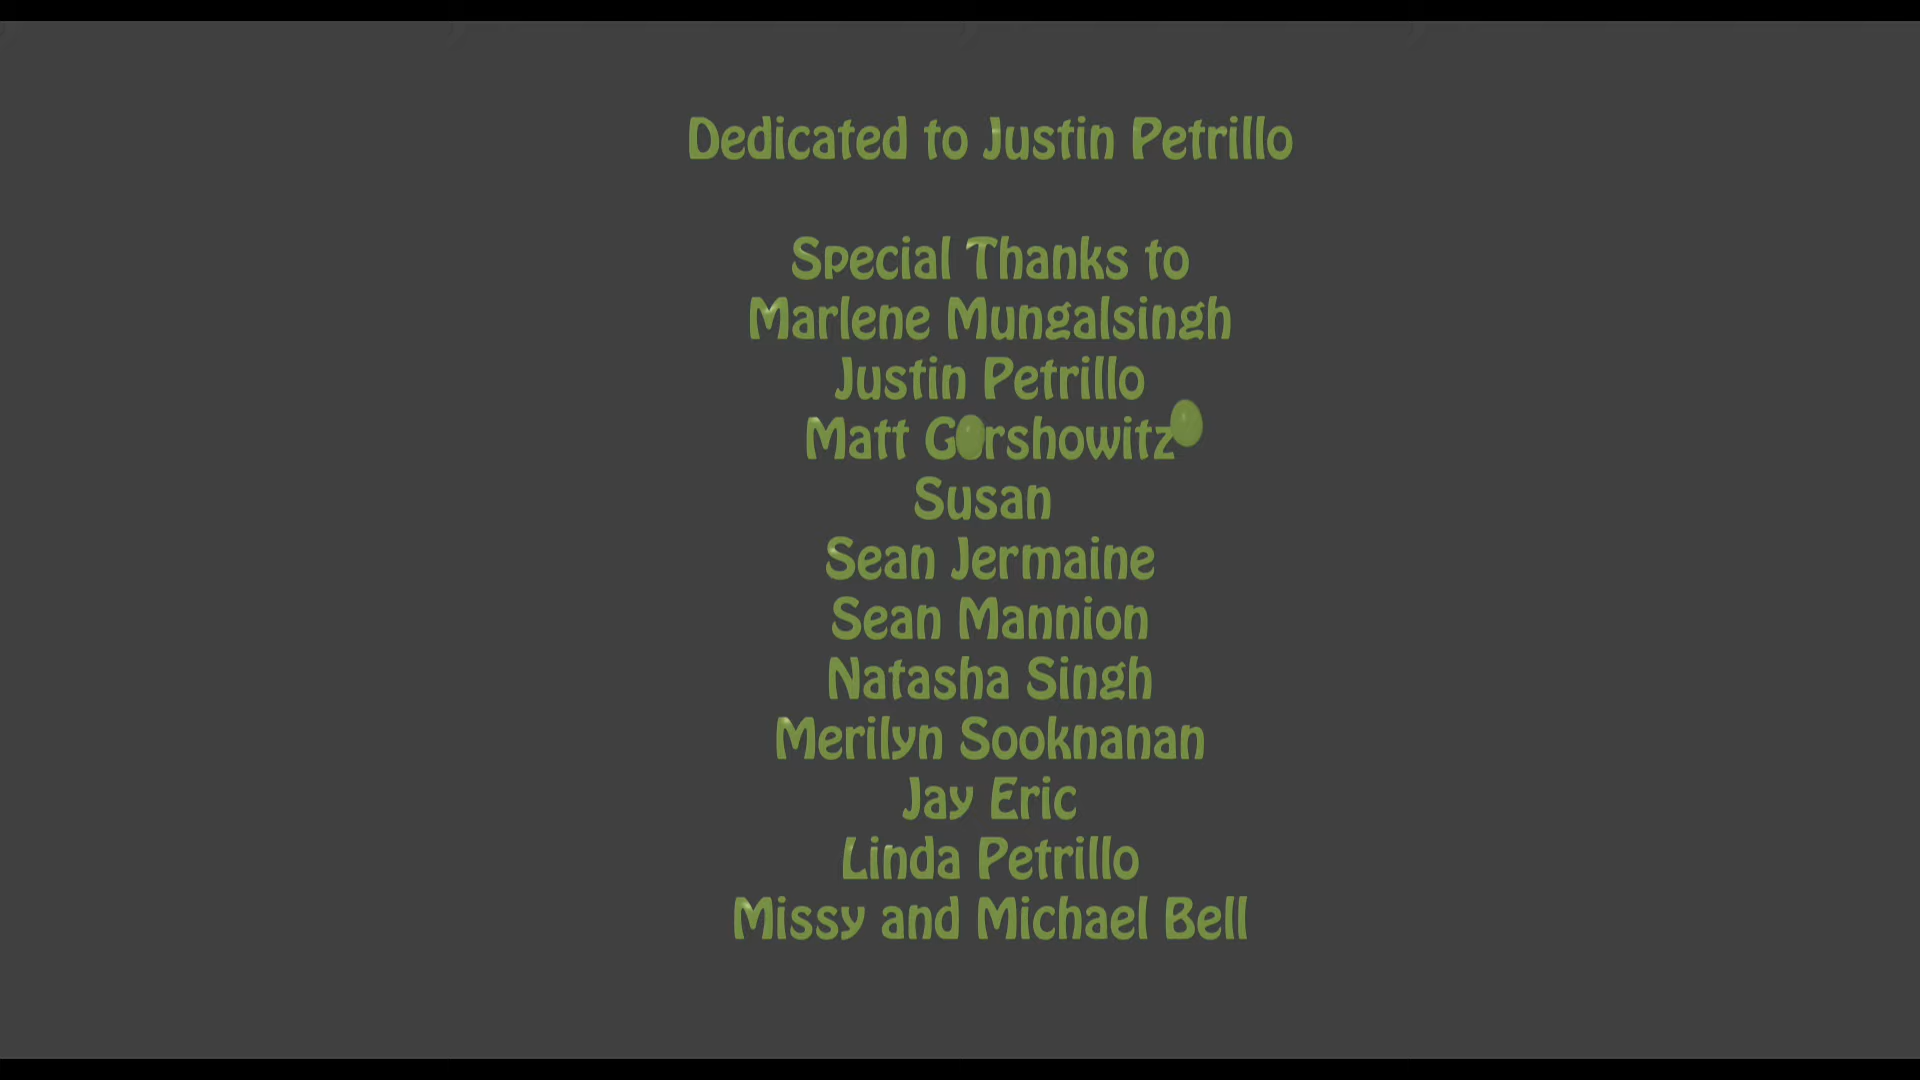 Dedicated to Justin Petrillo
Special Thanks to
Marlene Mungalsingh
Justin Petrillo
Matt
Susan
Sean Jermaine
Sean Mannion
Natasha Singh
Merilyn Sooknanan
Jay Eric
Linda Petrillo
Missy and Michael Bell